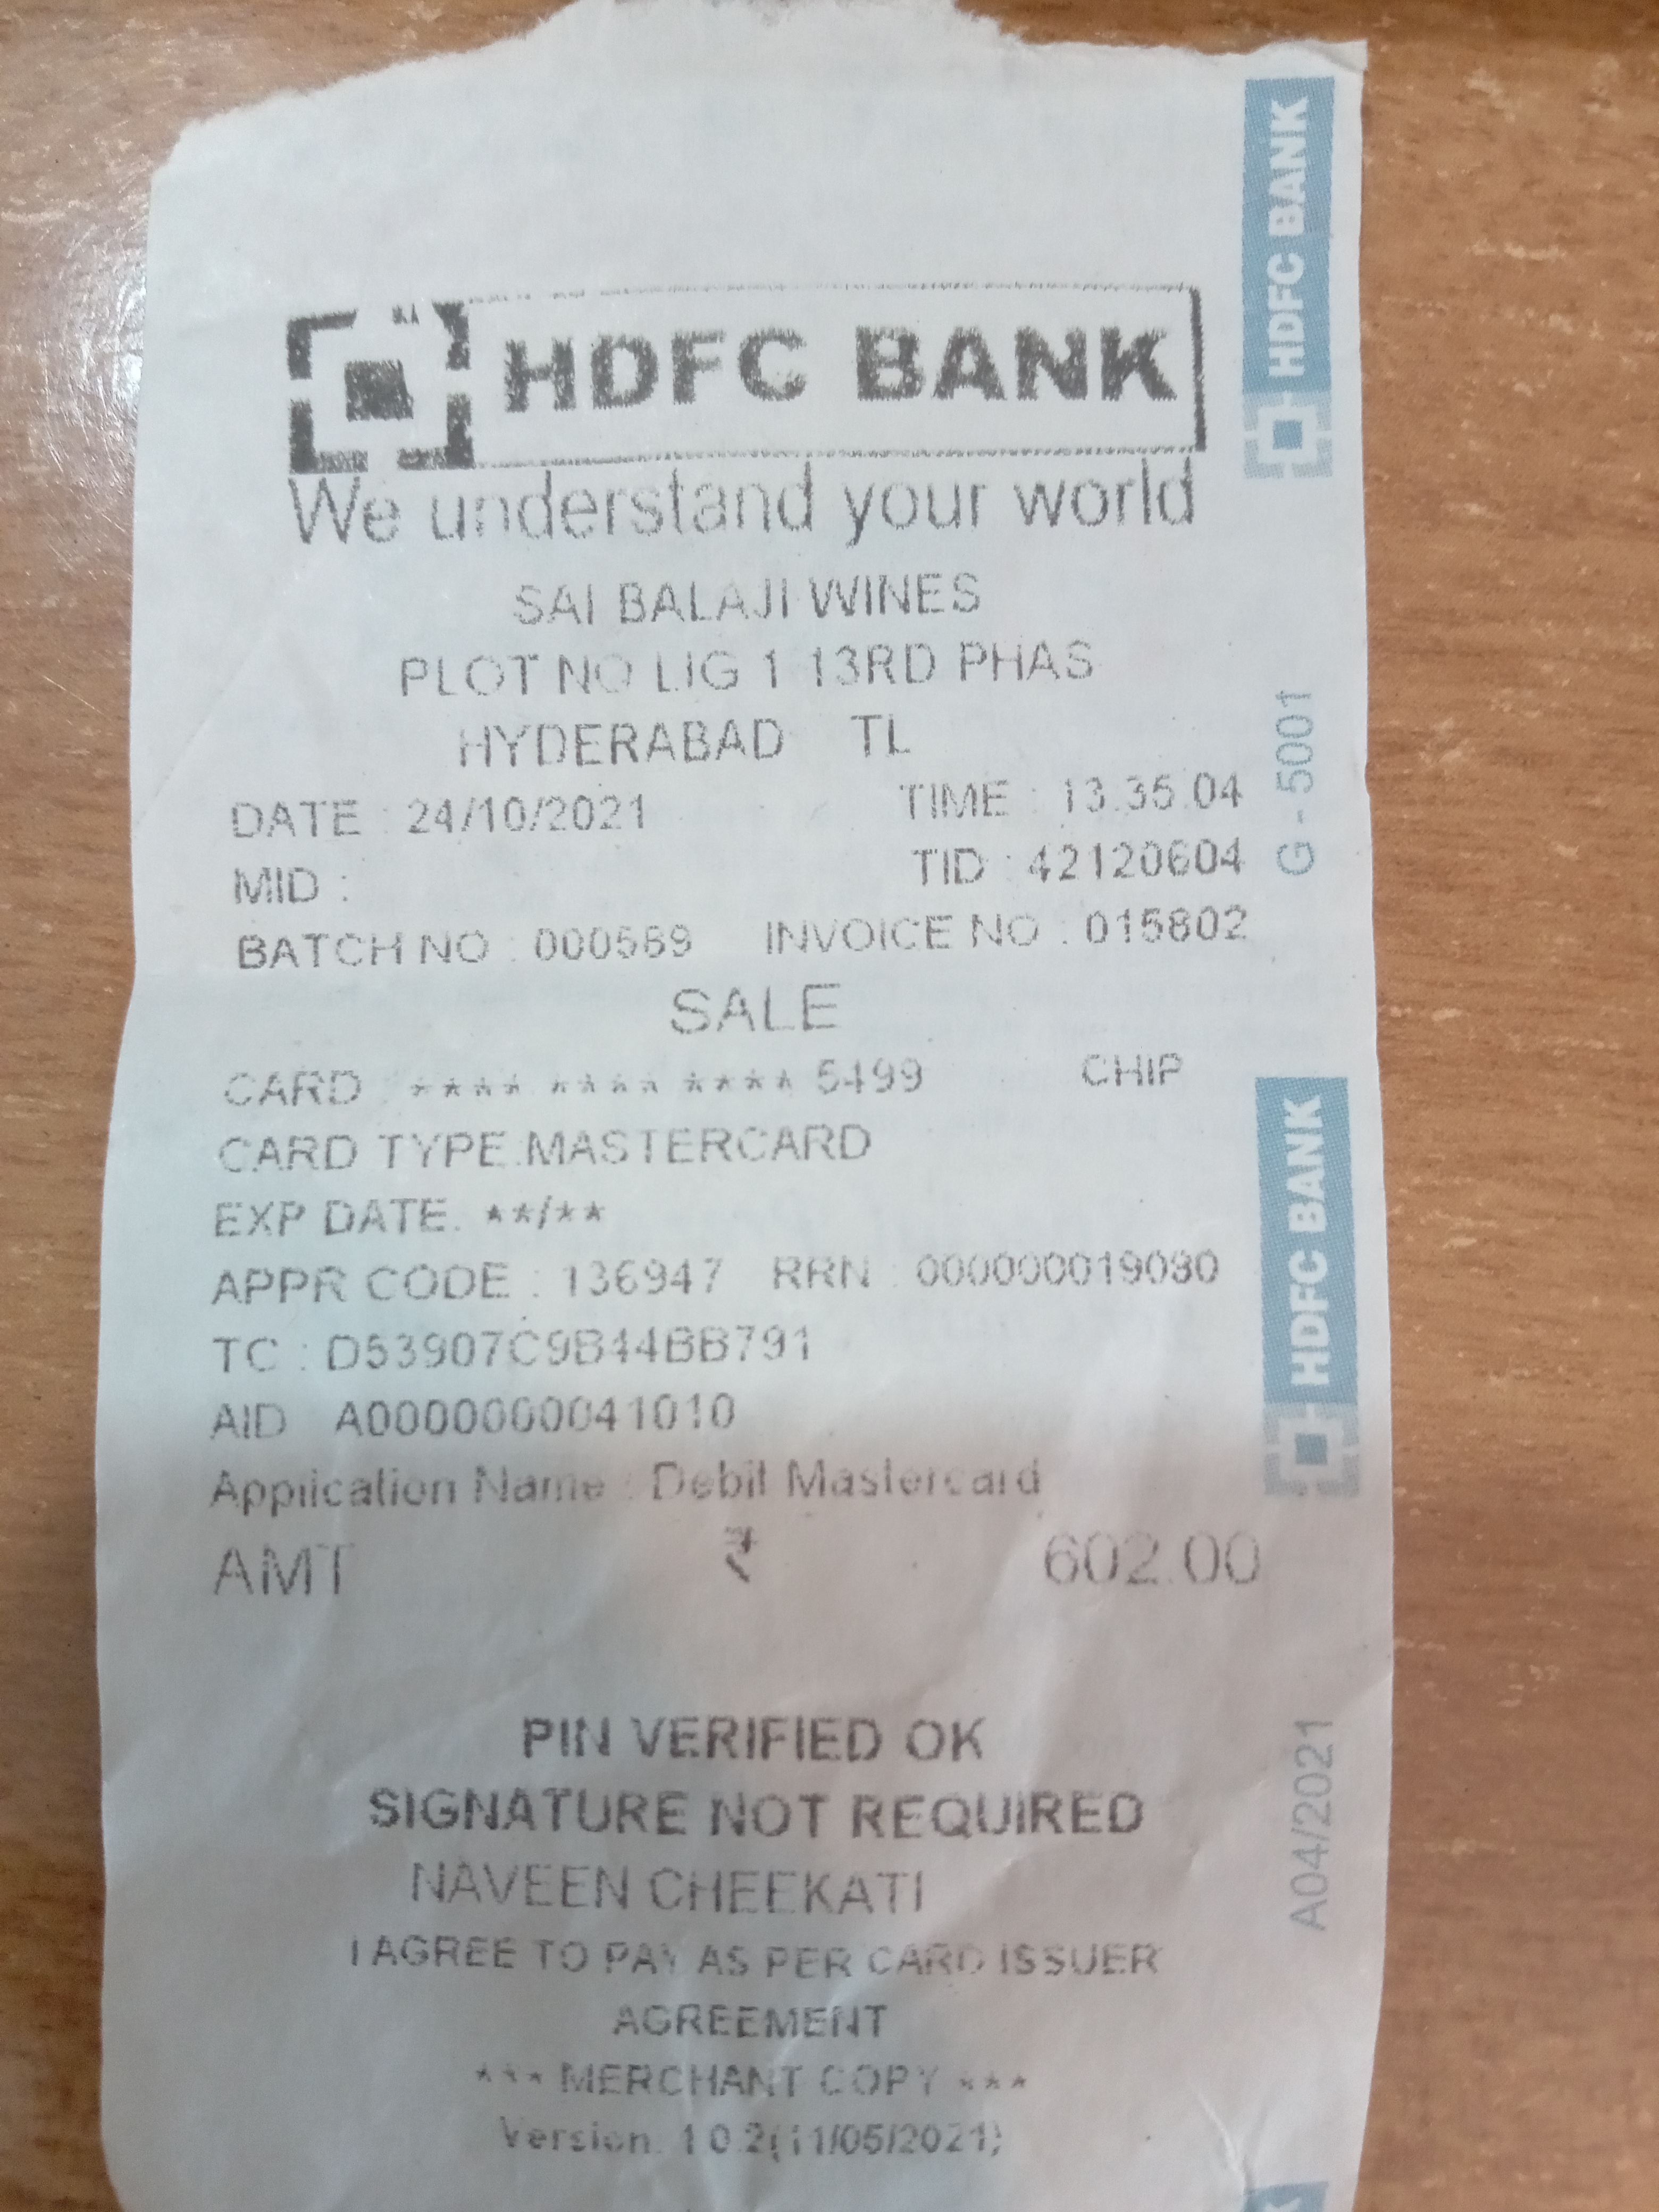 HDFC BANK
We understand your world
SAI BALAJI WINES
PLOT NO LIG 1 13RD PHAS
HYDERABAD TL
DATE : 24/10/2021 TIME : 13.35.04
MID : TID : 42120604
BATCH NO : 000569 INVOICE NO : 015802
SALE
CARD : **** **** **** 5499 CHIP
CARD TYPE:MASTERCARD
EXP DATE. **/**
APPR CODE : 136947 RRN : 000000019080
TC : D53907C9B44BB791
AID A0000000041010
Application Name : Debit Mastercard
AMT ₹ 602.00
PIN VERIFIED OK
SIGNATURE NOT REQUIRED
NAVEEN CHEEKATI
I AGREE TO PAY AS PER CARD ISSUER
AGREEMENT
*** MERCHANT COPY ***
Version. 1.0.2(11/05/2021)
HDFC BANK
G - 5001
HDFC BANK
A04/2021